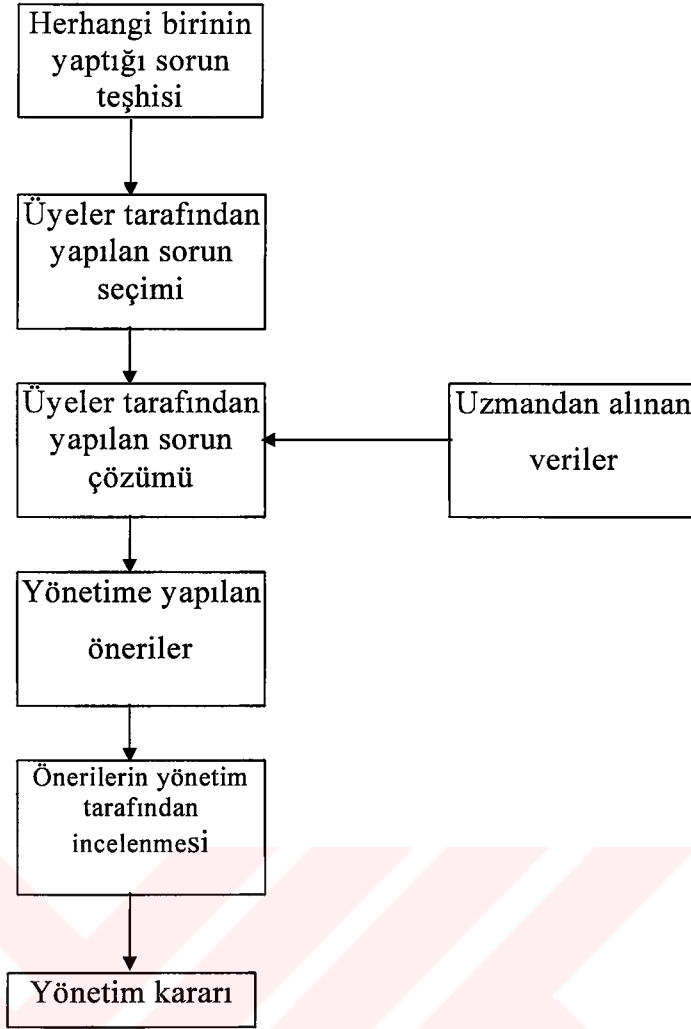 Herhangi birinin
yaptığı sorun
teşhisi
Üyeler tarafından
yapılan sorun
seçimi
Üyeler tarafından
yapılan sorun
çözümü
Uzmandan alınan
veriler
Yönetime yapılan
öneriler
Önerilerin yönetim
tarafından
incelenmesi
Yönetim kararı